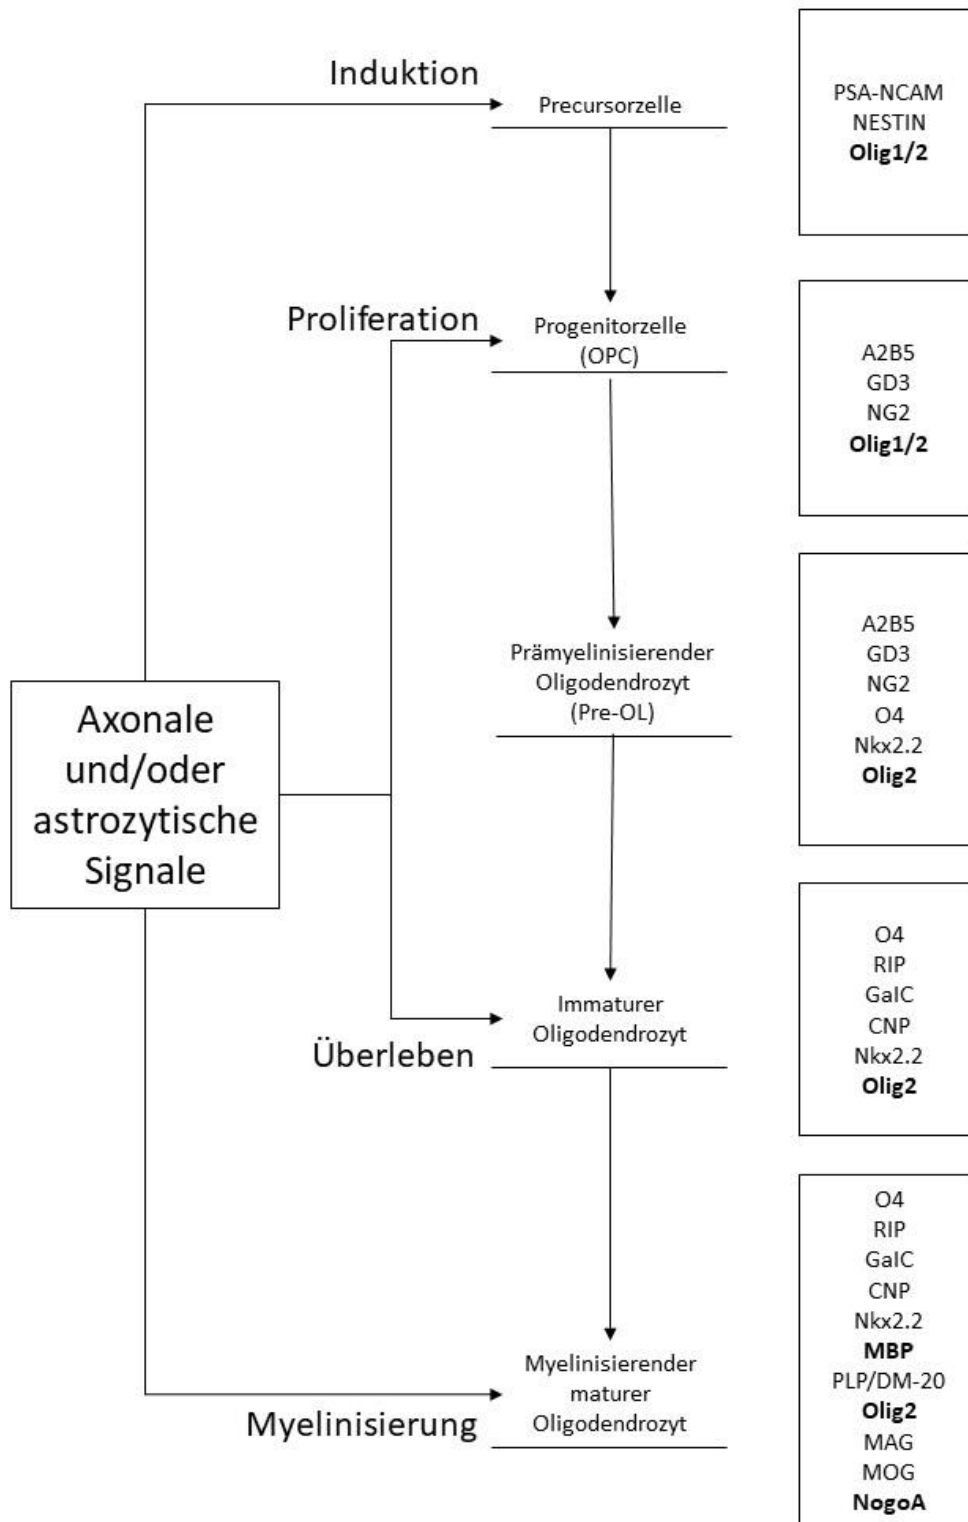 Induktion
Precursorzelle
PSA-NCAM
NESTIN
Olig1/2
Proliferation
Progenitorzelle
(OPC)
A2B5
GD3
NG2
Olig1/2
Prämyelinisierender
Oligodendrozyt
(Pre-OL)
A2B5
GD3
NG2
O4
Nkx2.2
Olig2
Axonale
und/oder
astrozytische
Signale
Überleben
Immaturer
Oligodendrozyt
O4
RIP
GalC
CNP
Nkx2.2
Olig2
Myelinisierung
Myelinisierender
maturer
Oligodendrozyt
O4
RIP
GalC
CNP
Nkx2.2
MBP
PLP/DM-20
Olig2
MAG
MOG
NogoA